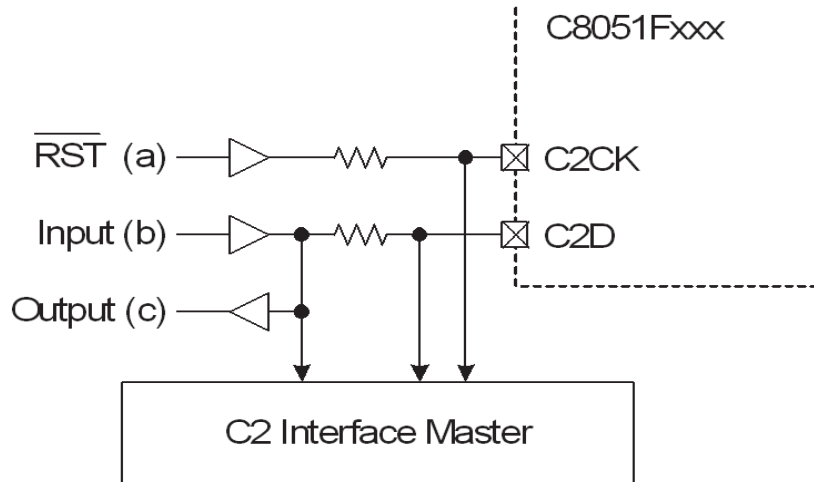 C8051Fxxx
RST (a)
C2CK
Input (b)
C2D
Output (c)
C2 Interface Master